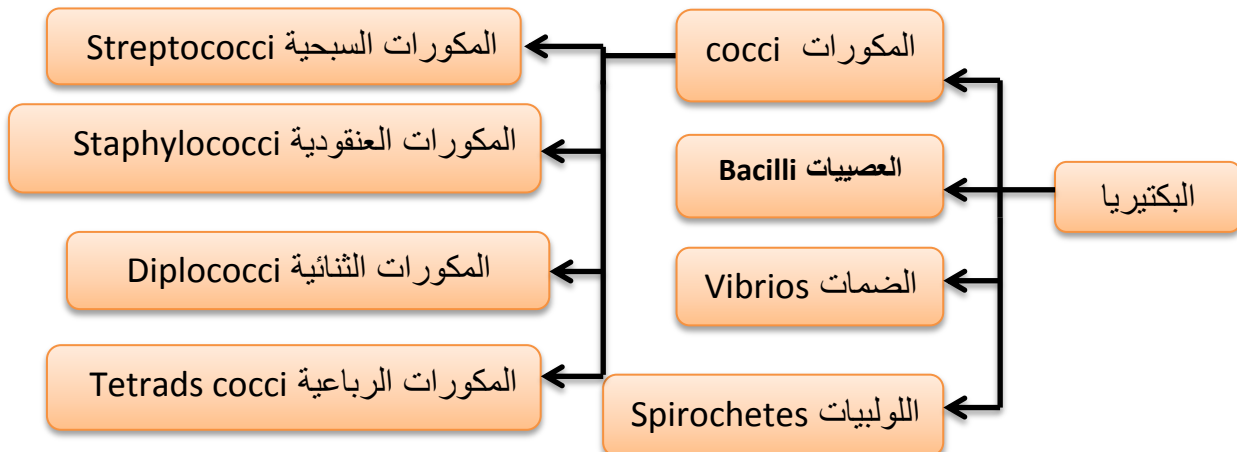 البكتيريا
المكورات cocci
العصييات Bacilli
الضمات Vibrios
اللولبيات Spirochetes
المكورات السبحية Streptococci
المكورات العنقودية Staphylococci
المكورات الثنائية Diplococci
المكورات الرباعية Tetrads cocci